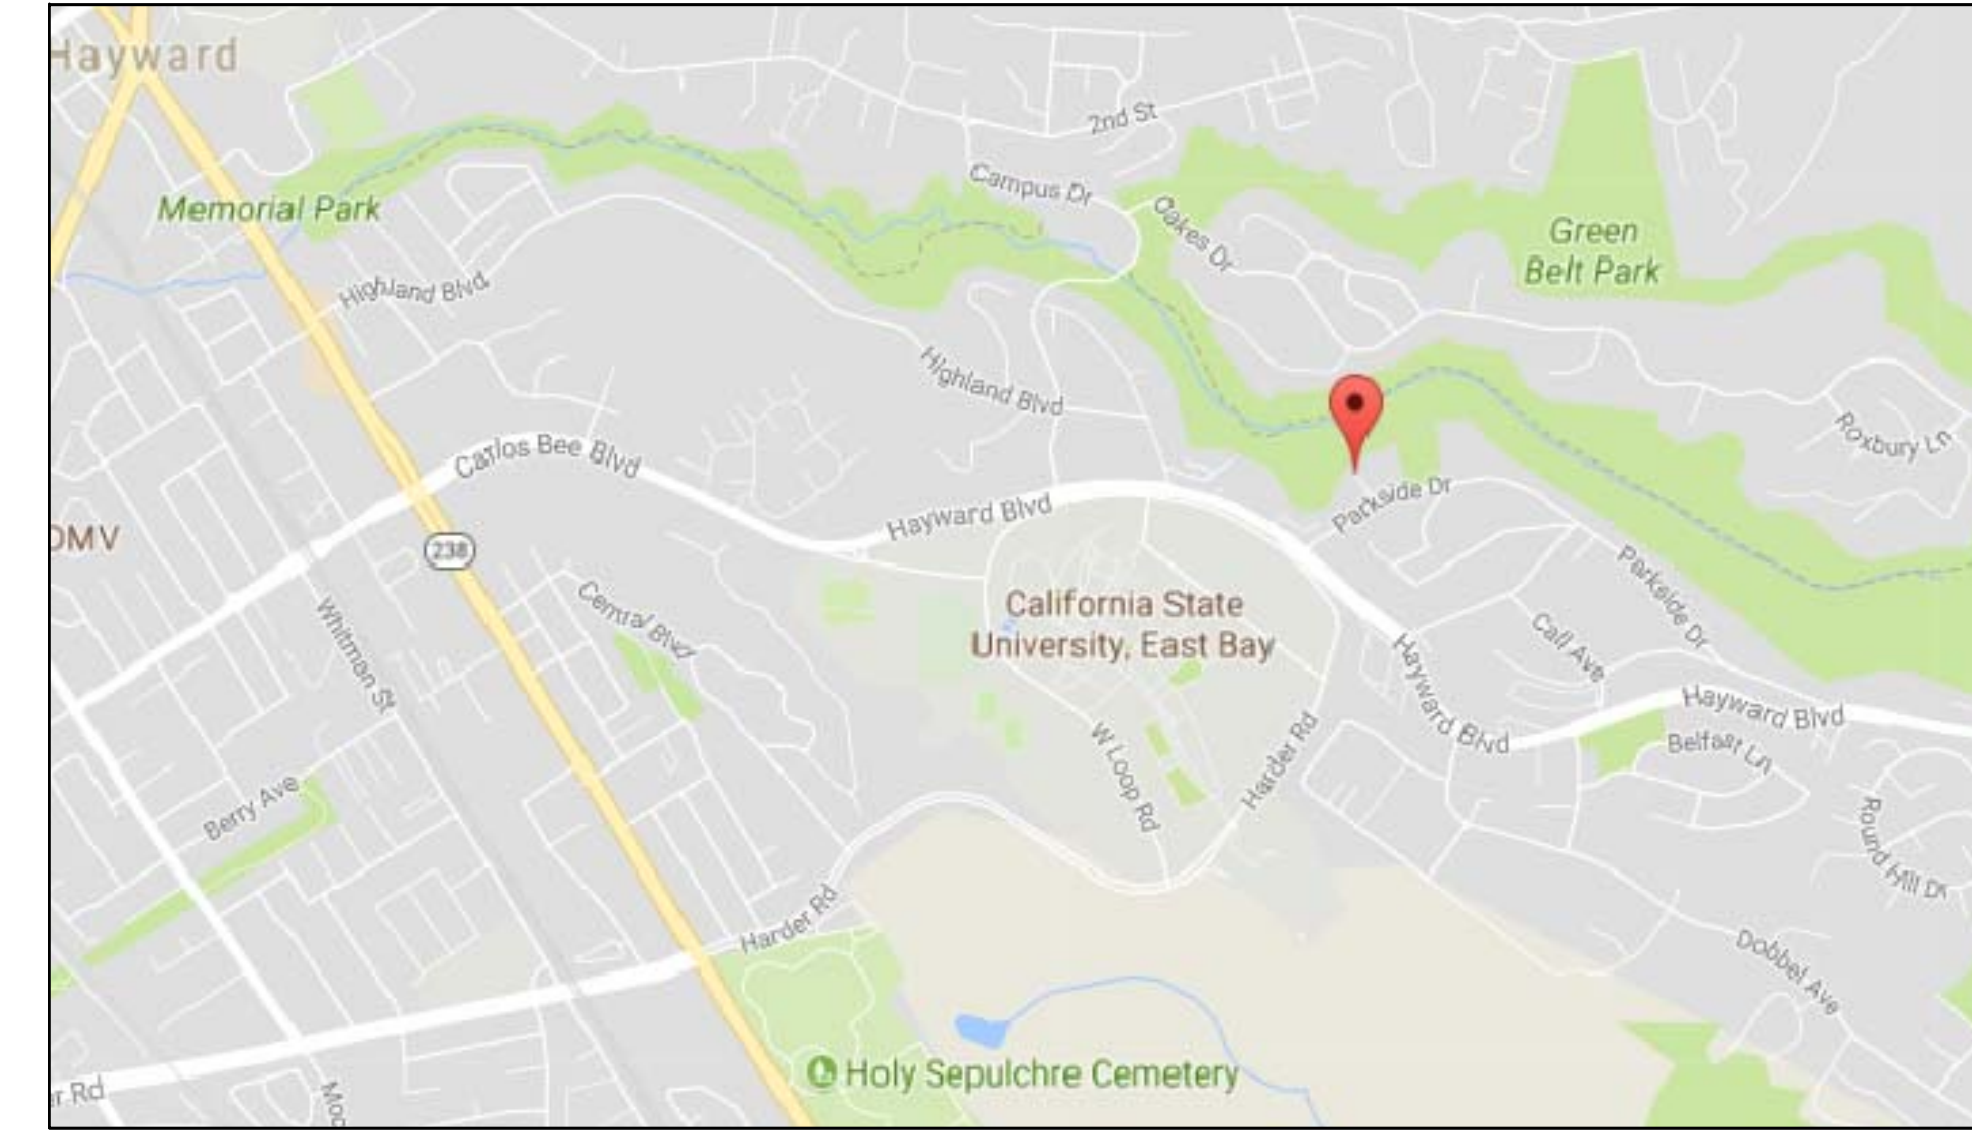 Hayward
2nd St
Campus Dr
Memorial Park
Oakes Dr
Green
Belt Park
Highland Blvd
Highland Blvd
Roxbury Ln
Carlos Bee Blvd
Hayward Blvd
Parkside Dr
DMV
238
California State
University, East Bay
Central Blvd
Whitman St
Parkside Dr
Call Ave
Hayward Blvd
Hayward Blvd
Belfast Ln
W Loop Rd
Harder Rd
Berry Ave
Round Hill Dr
Harder Rd
Dobbel Ave
Holy Sepulchre Cemetery
r Rd
Moc